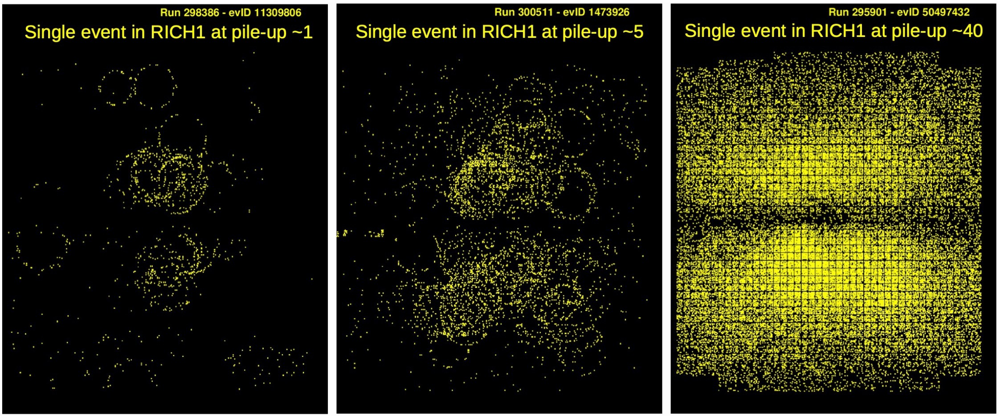 Run 298386 - evID 11309806
Single event in RICH1 at pile-up ~1
Run 300511 - evID 1473926
Single event in RICH1 at pile-up ~5
Run 295901 - evID 50497432
Single event in RICH1 at pile-up ~40